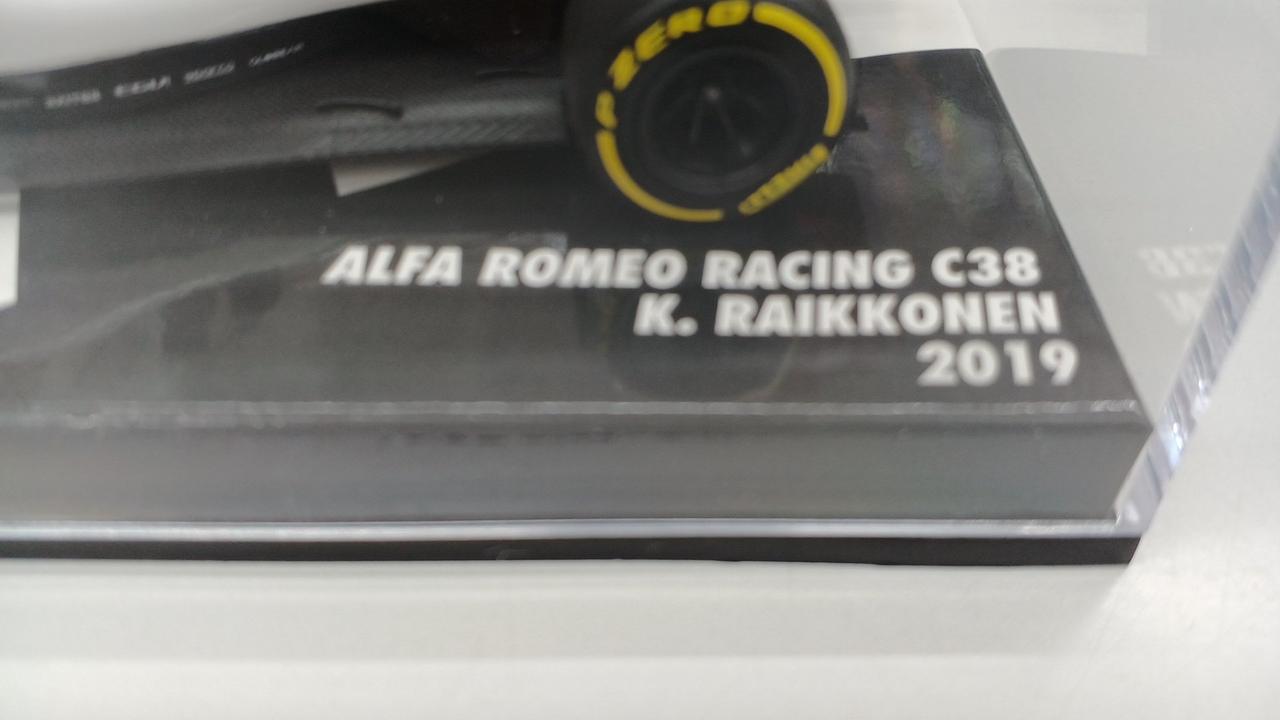 P ZERO
ALFA ROMEO RACING C38
K. RAIKKONEN
2019